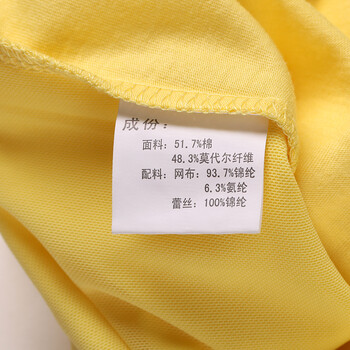 成份:
面料: 51.7%棉
48.3%莫代尔纤维
配料: 网布: 93.7%锦纶
6.3%氨纶
蕾丝: 100%锦纶